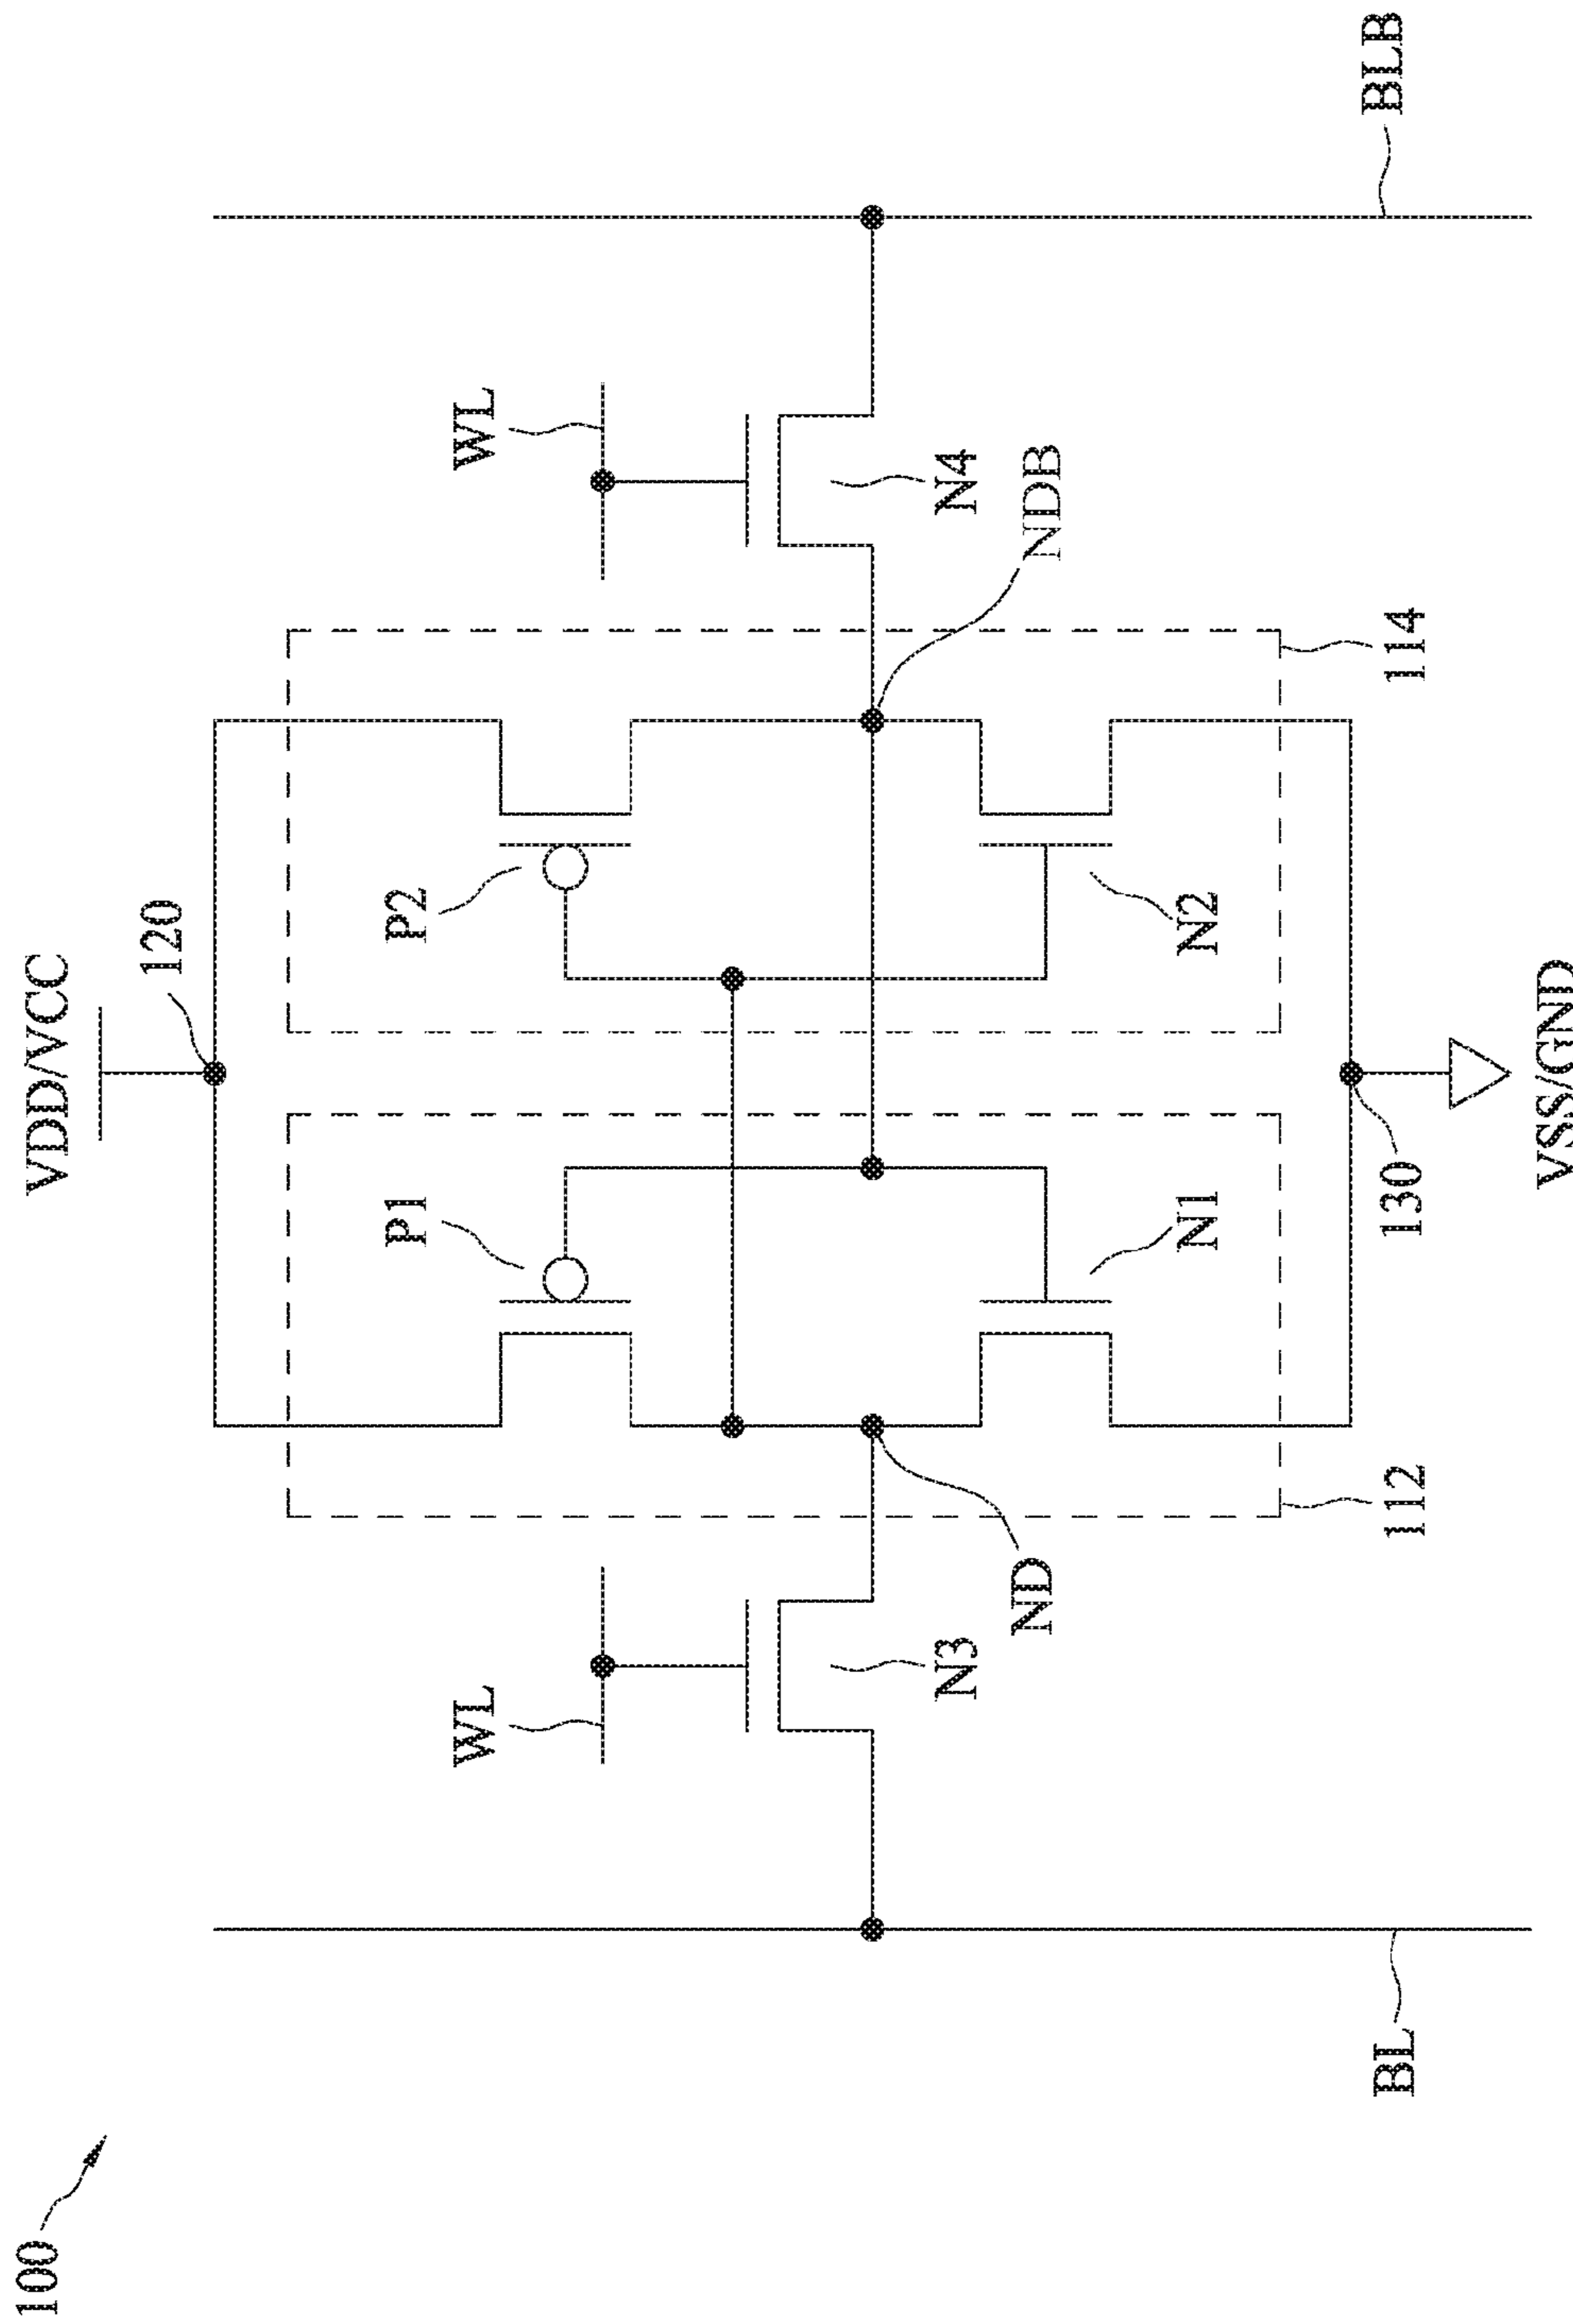 100
VDD/VCC
120
P1
P2
WL
WL
N3
N4
ND
NDB
N1
N2
BL
112
130
114
BLB
VSS/GND